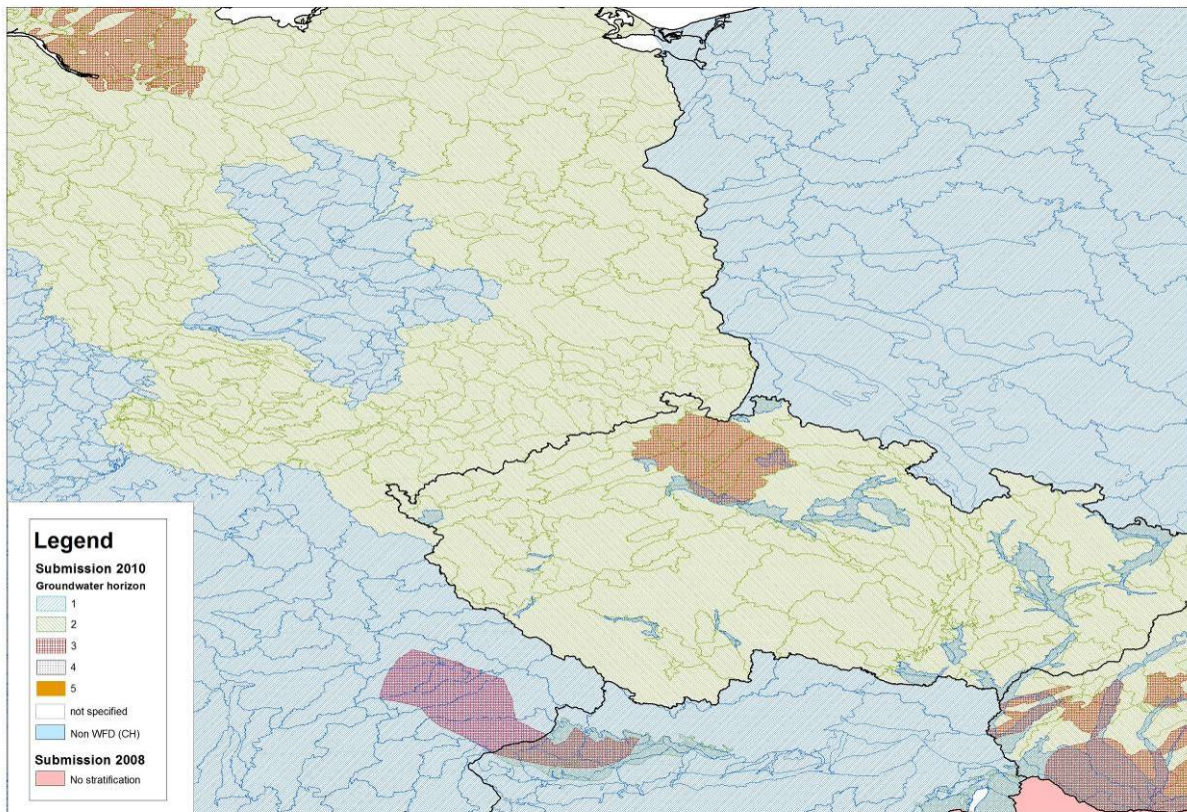 Legend
Submission 2010
Groundwater horizon
1
2
3
4
5
not specified
Non WFD (CH)
Submission 2008
No stratification